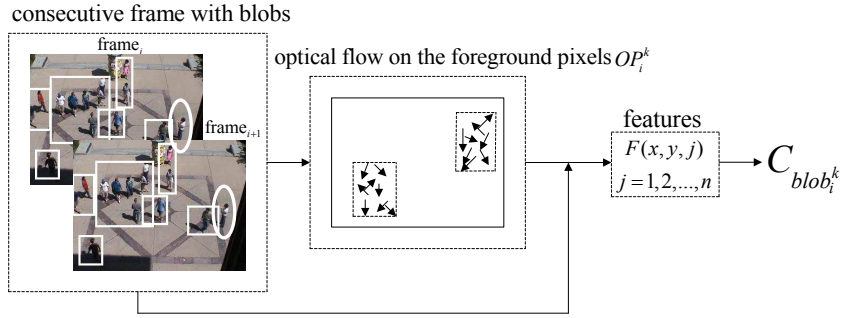 consecutive frame with blobs
frame_i
optical flow on the foreground pixels OP_i^k
frame_{i+1}
features
F(x, y, j)
j = 1,2,...,n
C_{blob_i^k}